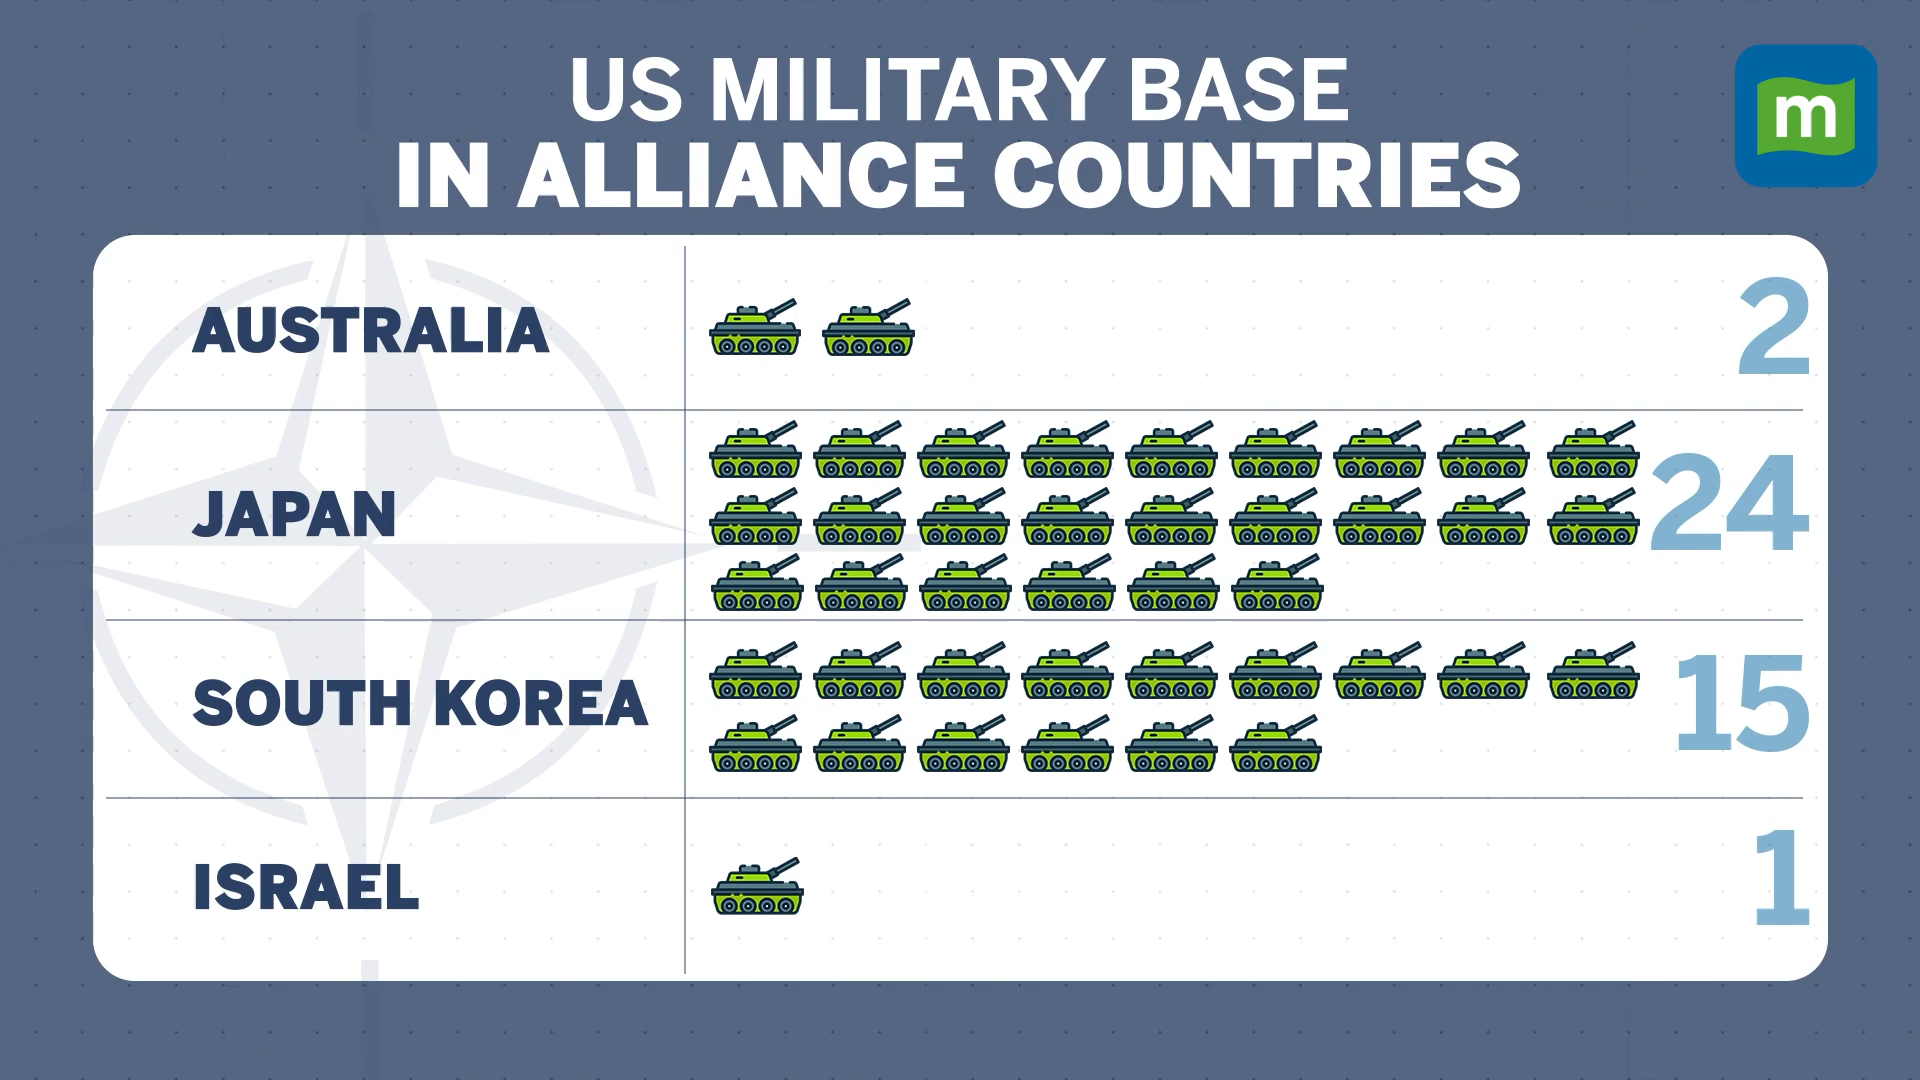 US MILITARY BASE
IN ALLIANCE COUNTRIES
m
AUSTRALIA
2
JAPAN
24
SOUTH KOREA
15
ISRAEL
1